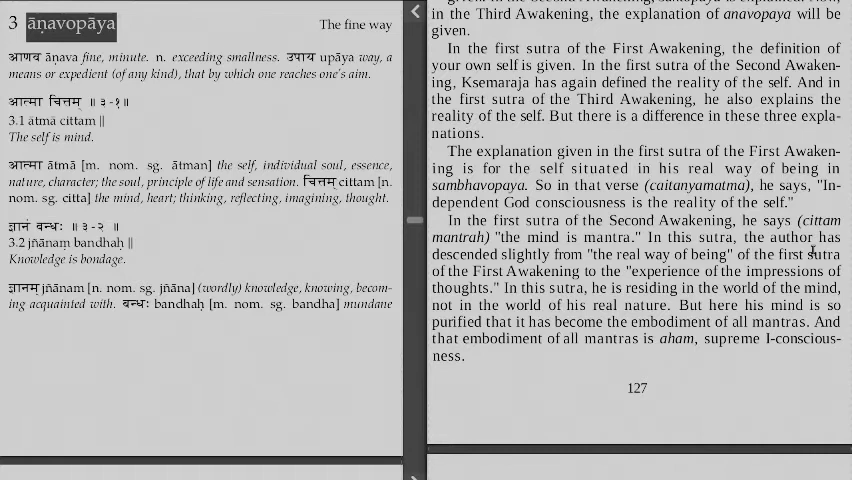 3 āṇavopāya The fine way
आणव āṇava fine, minute. n. exceeding smallness. उपाय upāya way, a
means or expedient (of any kind), that by which one reaches one's aim.
आत्मा चित्तम् ॥ ३ -१॥
3.1 ātmā cittam ||
The self is mind.
आत्मा ātmā [m. nom. sg. ātman] the self, individual soul, essence,
nature, character; the soul, principle of life and sensation. चित्तम् cittam [n.
nom. sg. citta] the mind, heart; thinking, reflecting, imagining, thought.
ज्ञानं बन्धः ॥ ३ -२ ॥
3.2 jñānaṃ bandhaḥ ||
Knowledge is bondage.
ज्ञानम् jñānam [n. nom. sg. jñāna] (wordly) knowledge, knowing, becom-
ing acquainted with. बन्धः bandhaḥ [m. nom. sg. bandha] mundane
in the Third Awakening, the explanation of anavopaya will be
given.
In the first sutra of the First Awakening, the definition of
your own self is given. In the first sutra of the Second Awaken-
ing, Ksemaraja has again defined the reality of the self. And in
the first sutra of the Third Awakening, he also explains the
reality of the self. But there is a difference in these three expla-
nations.
The explanation given in the first sutra of the First Awaken-
ing is for the self situated in his real way of being in
sambhavopaya. So in that verse (caitanyamatma), he says, "In-
dependent God consciousness is the reality of the self."
In the first sutra of the Second Awakening, he says (cittam
mantrah) "the mind is mantra." In this sutra, the author has
descended slightly from "the real way of being" of the first sutra
of the First Awakening to the "experience of the impressions of
thoughts." In this sutra, he is residing in the world of the mind,
not in the world of his real nature. But here his mind is so
purified that it has become the embodiment of all mantras. And
that embodiment of all mantras is aham, supreme I-conscious-
ness.
127